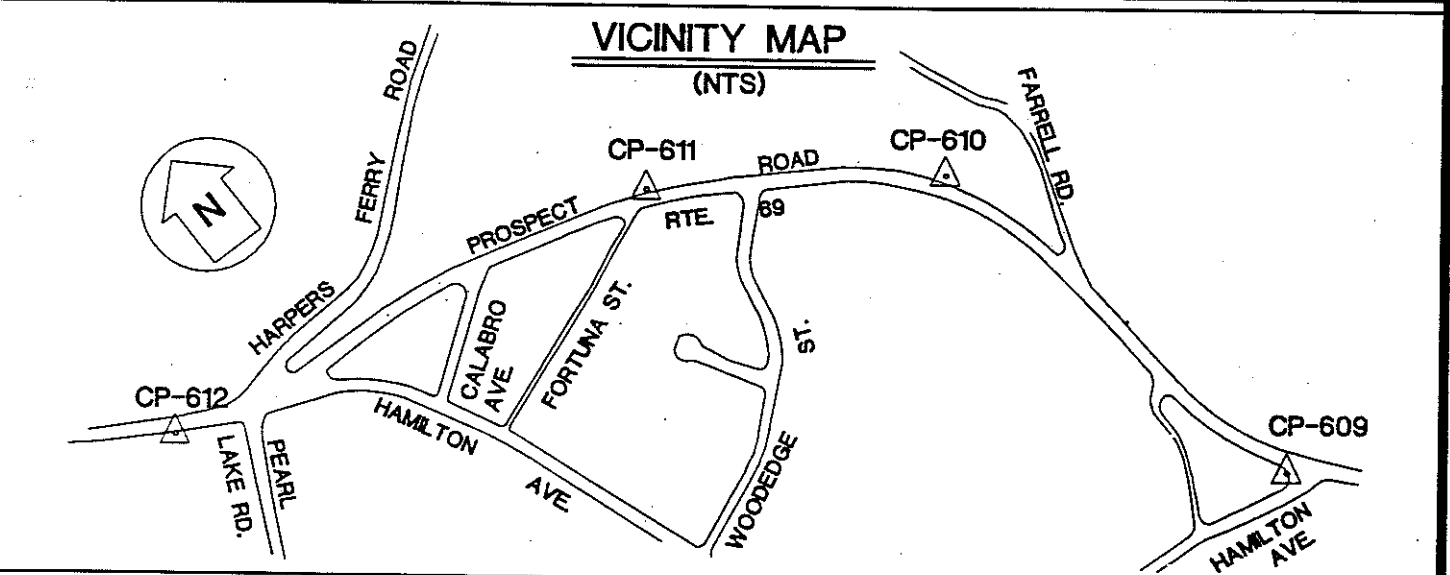 VICINITY MAP
(NTS)
HARPERS FERRY ROAD
FARRELL RD.
CP-611
CP-610
PROSPECT ROAD
RTE. 69
N
CALABRO
AVE.
FORTUNA ST.
WOODEDGE ST.
CP-612
HAMILTON AVE.
PEARL
LAKE RD.
CP-609
HAMILTON
AVE.